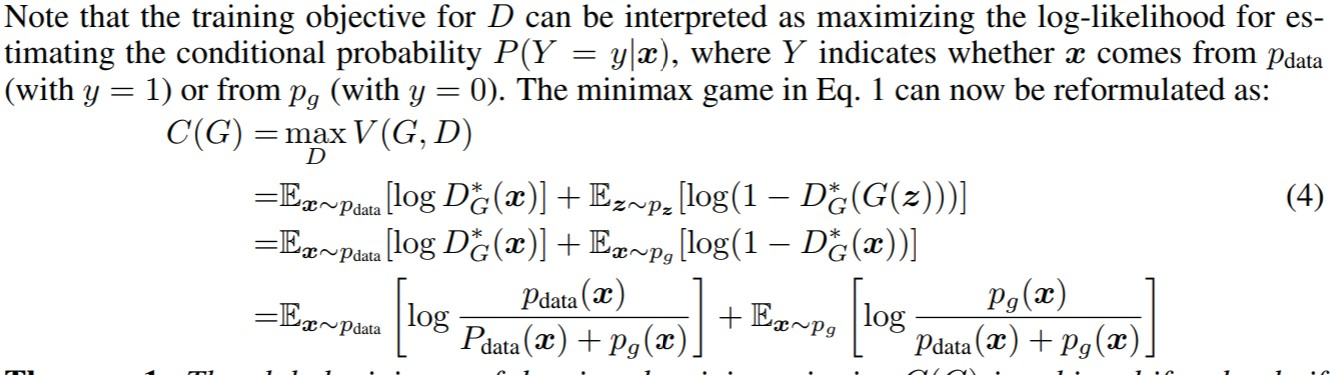 Note that the training objective for D can be interpreted as maximizing the log-likelihood for es-
timating the conditional probability P(Y = y|x), where Y indicates whether x comes from p_data
(with y = 1) or from p_g (with y = 0). The minimax game in Eq. 1 can now be reformulated as:
C(G) = max_D V(G, D)
=𝔼_{x∼p_data}[log D*_G(x)] + 𝔼_{z∼p_z}[log(1 − D*_G(G(z)))] (4)
=𝔼_{x∼p_data}[log D*_G(x)] + 𝔼_{x∼p_g}[log(1 − D*_G(x))]
=𝔼_{x∼p_data}[log p_data(x) / (P_data(x) + p_g(x))] + 𝔼_{x∼p_g}[log p_g(x) / (p_data(x) + p_g(x))]